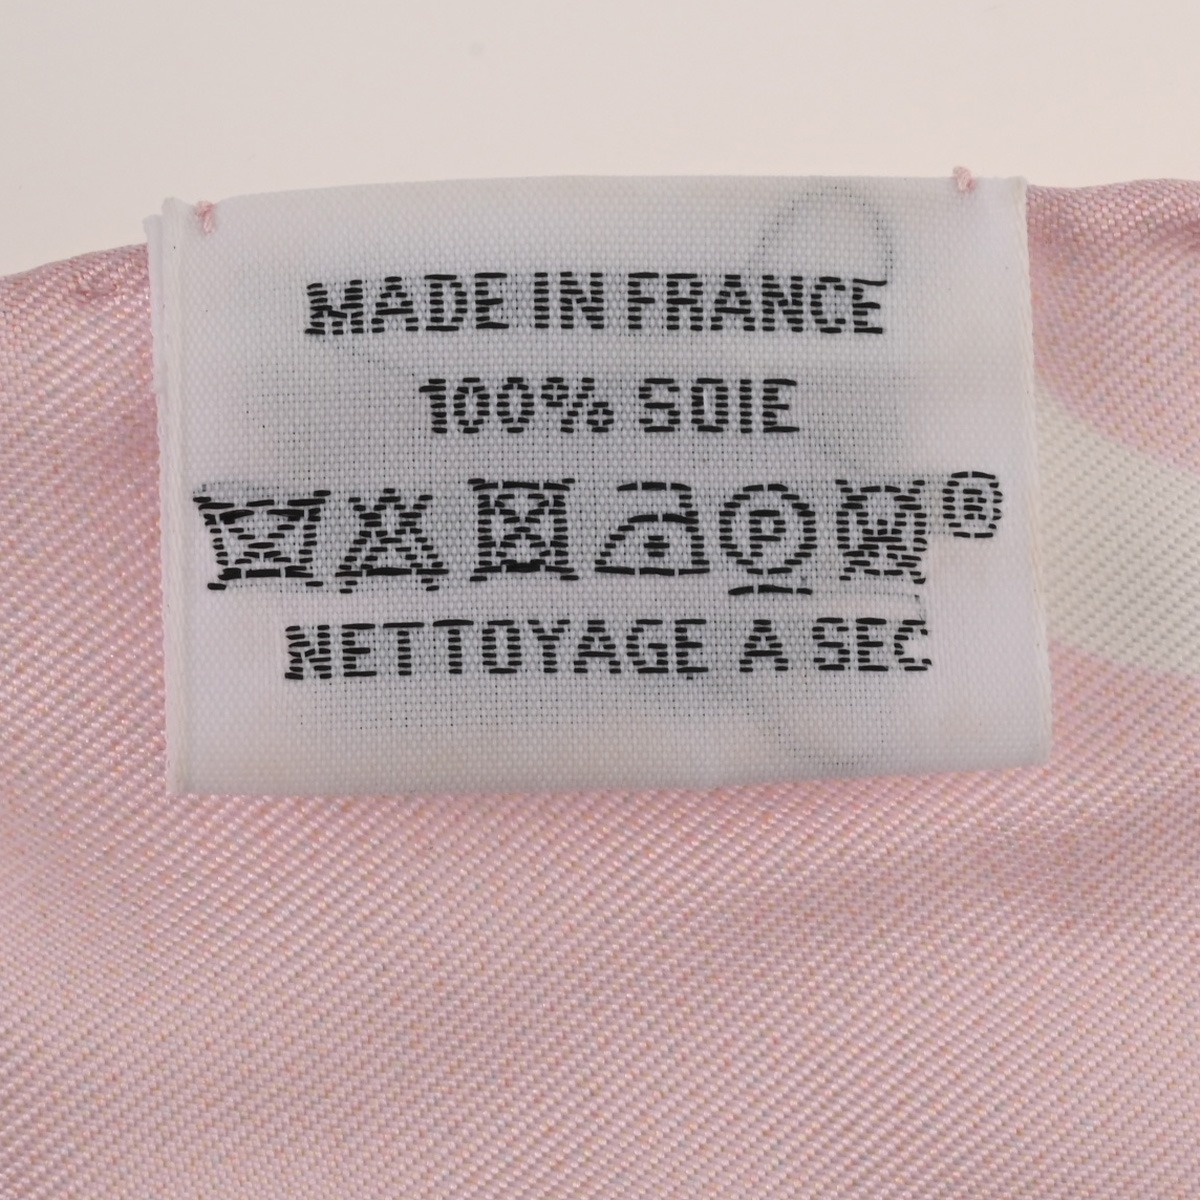 MADE IN FRANCE
100% SOIE
P ®
NETTOYAGE A SEC